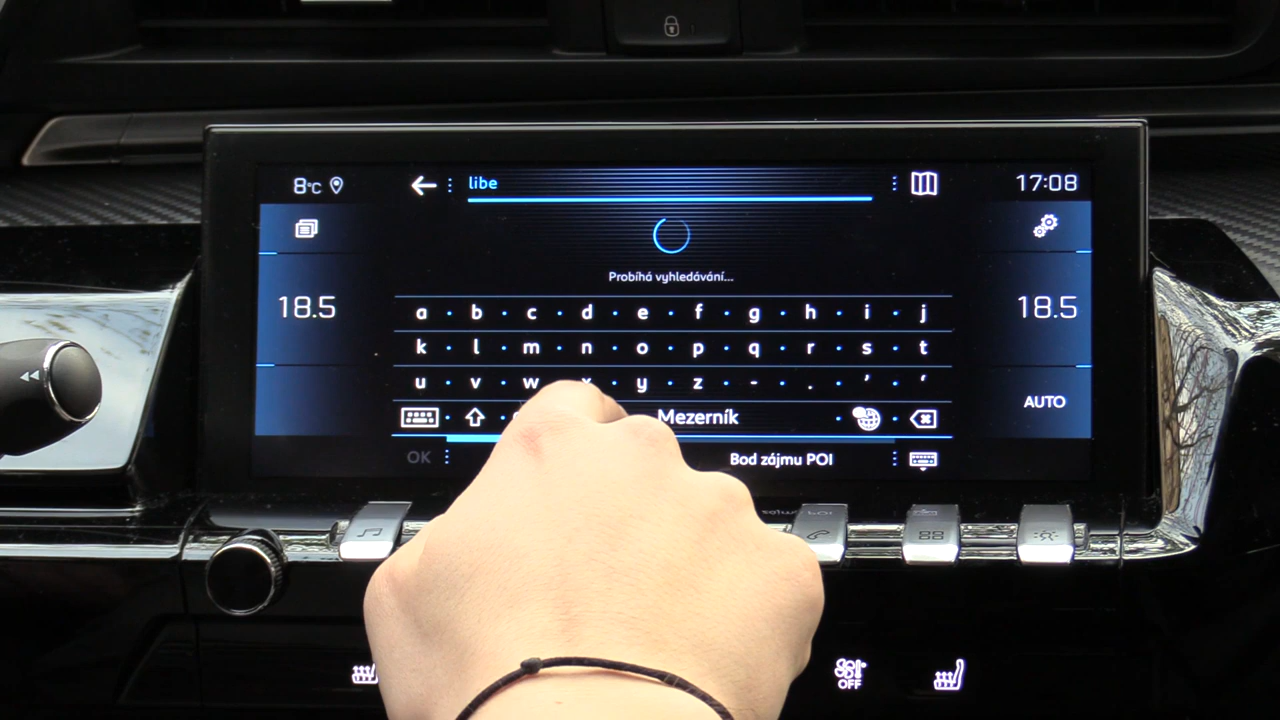 8°C
libe
17:08
Probíhá vyhledávání...
18.5
18.5
a b c d e f g h i j
k l m n o p q r s t
u v w x y z - . , '
Mezerník
AUTO
OK
Bod zájmu POI
OFF